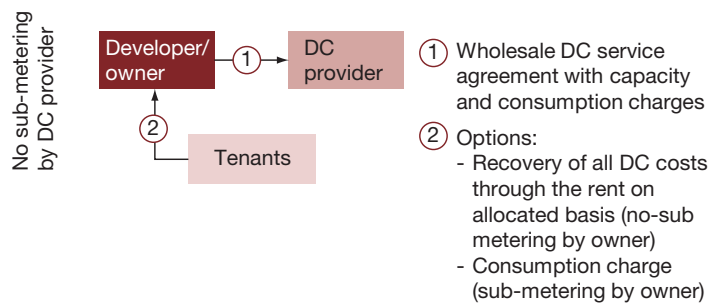 No sub-metering
by DC provider
Developer/
owner
1
DC
provider
2
Tenants
1 Wholesale DC service
agreement with capacity
and consumption charges
2 Options:
- Recovery of all DC costs
through the rent on
allocated basis (no-sub
metering by owner)
- Consumption charge
(sub-metering by owner)